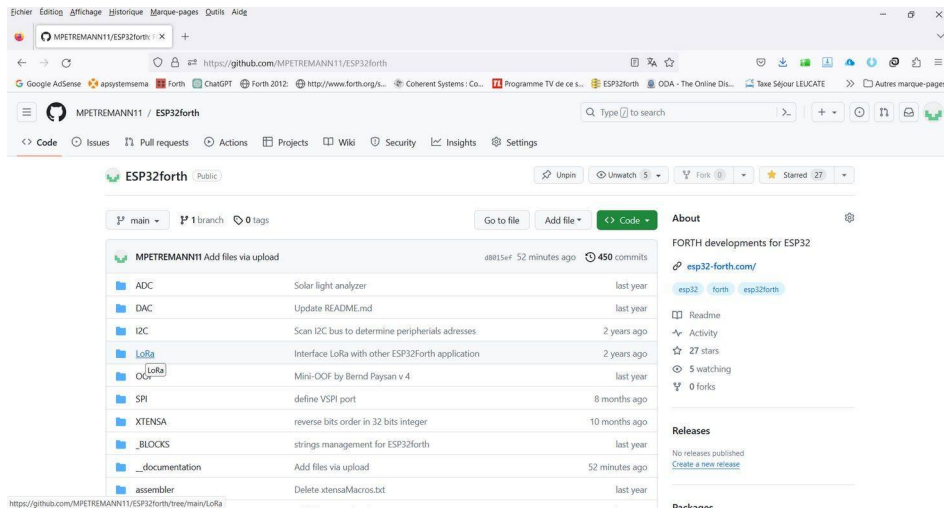 Fichier Édition Affichage Historique Marque-pages Outils Aide
MPETREMANN11/ESP32forth: F
https://github.com/MPETREMANN11/ESP32forth
Google AdSense apsystemsema Forth ChatGPT Forth 2012: http://www.forth.org/s... Coherent Systems : Co... Programme TV de ce s... ESP32forth ODA - The Online Dis... Taxe Séjour LEUCATE Autres marque-pages
MPETREMANN11 / ESP32forth
Type / to search
Code Issues Pull requests Actions Projects Wiki Security Insights Settings
ESP32forth Public
Unpin Unwatch 5 Fork 0 Starred 27
main 1 branch 0 tags
Go to file Add file Code
MPETREMANN11 Add files via upload d8015ef 52 minutes ago 450 commits
ADC Solar light analyzer last year
DAC Update README.md last year
I2C Scan I2C bus to determine peripherials adresses 2 years ago
LoRa Interface LoRa with other ESP32Forth application 2 years ago
LoRa
OOF Mini-OOF by Bernd Paysan v 4 last year
SPI define VSPI port 8 months ago
XTENSA reverse bits order in 32 bits integer 10 months ago
_BLOCKS strings management for ESP32forth last year
__documentation Add files via upload 52 minutes ago
assembler Delete xtensaMacros.txt last year
About
FORTH developments for ESP32
esp32-forth.com/
esp32 forth esp32forth
Readme
Activity
27 stars
5 watching
0 forks
Releases
No releases published
Create a new release
Packages
https://github.com/MPETREMANN11/ESP32forth/tree/main/LoRa